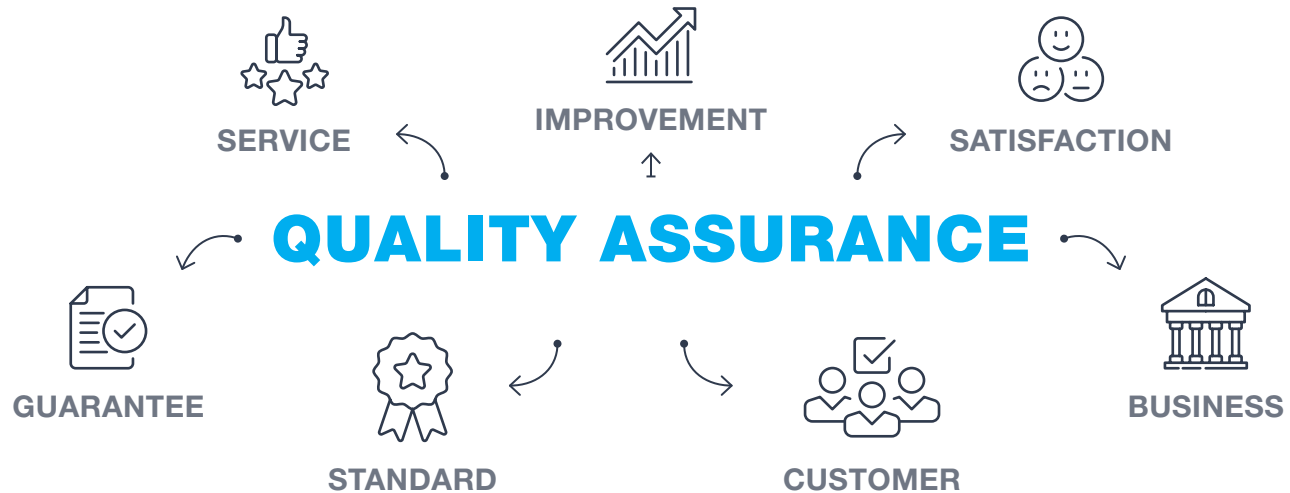 SERVICE
IMPROVEMENT
SATISFACTION
QUALITY ASSURANCE
GUARANTEE
STANDARD
CUSTOMER
BUSINESS